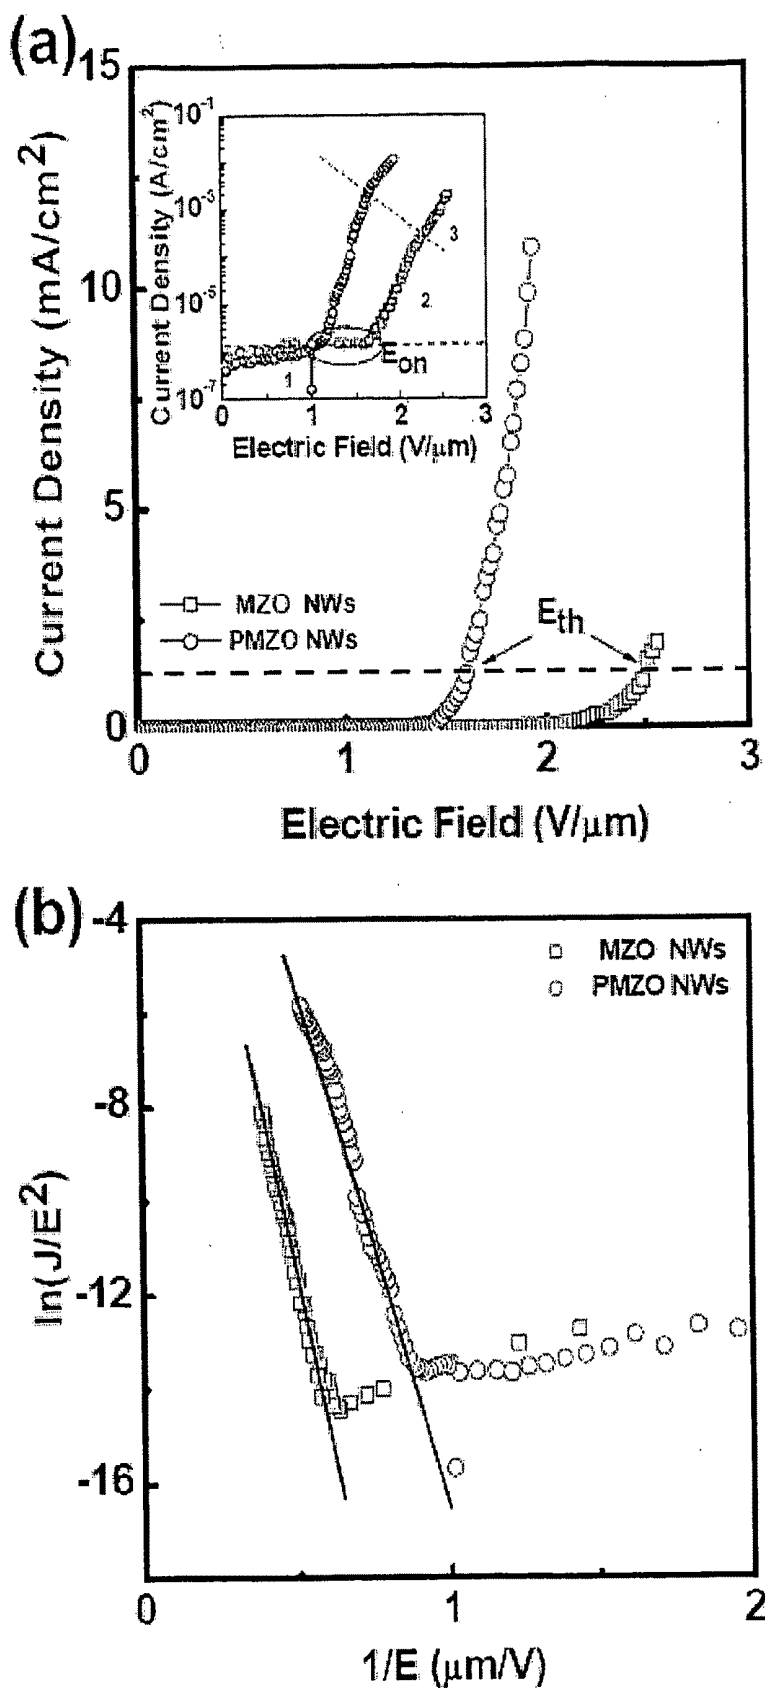 (a)
15
10
5
0
Current Density (mA/cm²)
0 1 2 3
Electric Field (V/μm)
10⁻¹
10⁻³
10⁻⁵
10⁻⁷
Current Density (A/cm²)
0 1 2 3
Electric Field (V/μm)
1
2
3
E_on
MZO NWs
PMZO NWs
E_th
(b)
-4
-8
-12
-16
ln(J/E²)
MZO NWs
PMZO NWs
0 1 2
1/E (μm/V)